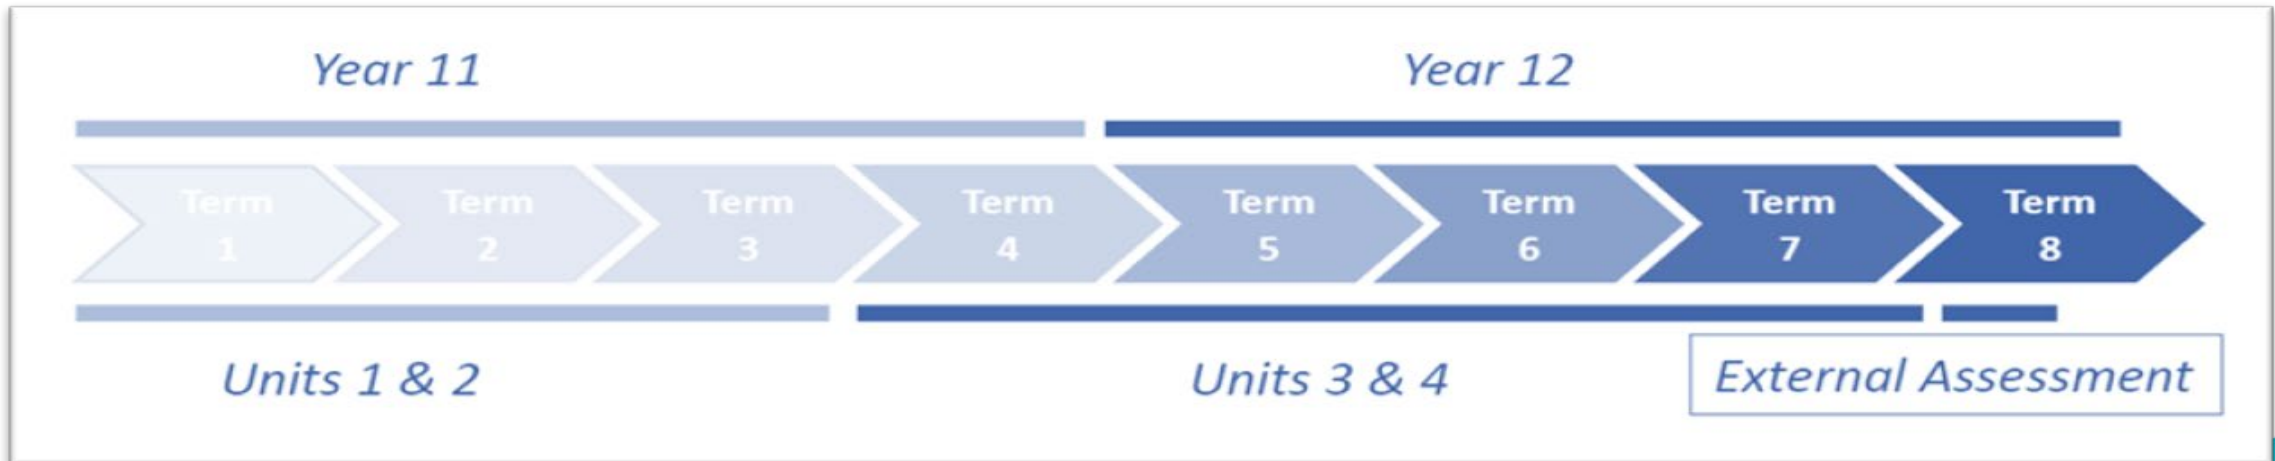 Year 11
Year 12
Term
1
Term
2
Term
3
Term
4
Term
5
Term
6
Term
7
Term
8
Units 1 & 2
Units 3 & 4
External Assessment